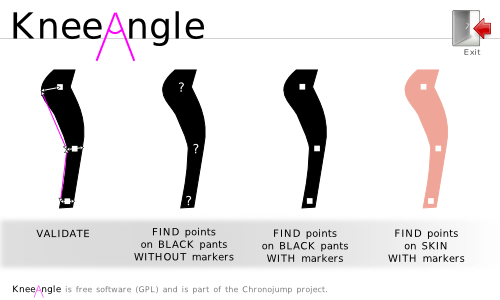 KneeAngle
Exit
?
?
?
VALIDATE
FIND points
on BLACK pants
WITHOUT markers
FIND points
on BLACK pants
WITH markers
FIND points
on SKIN
WITH markers
KneeAngle is free software (GPL) and is part of the Chronojump project.